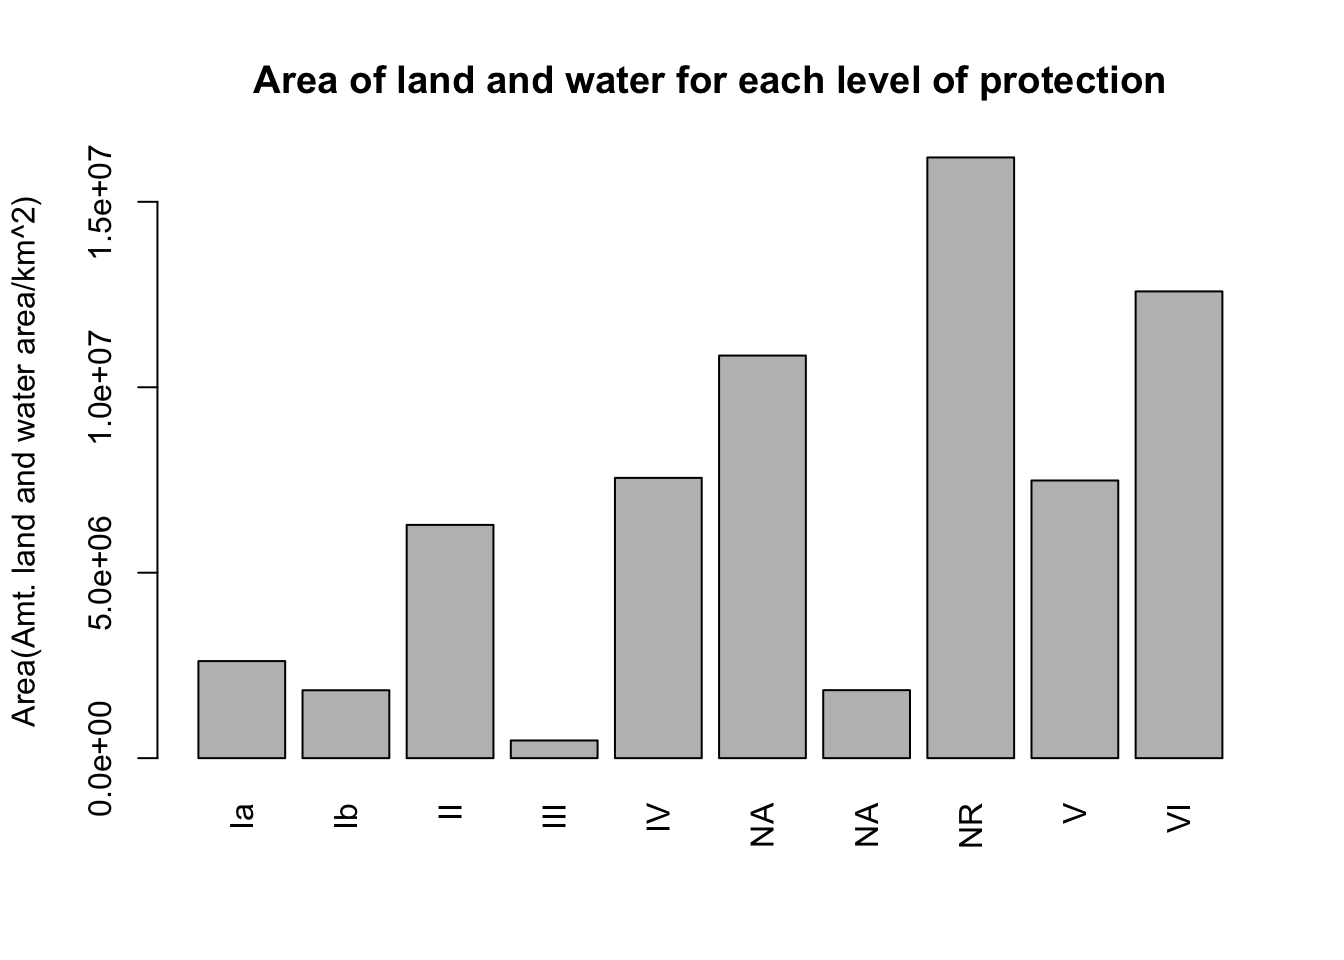 Area of land and water for each level of protection
Area(Amt. land and water area/km^2)
1.5e+07
1.0e+07
5.0e+06
0.0e+00
Ia
Ib
II
III
IV
NA
NA
NR
V
VI